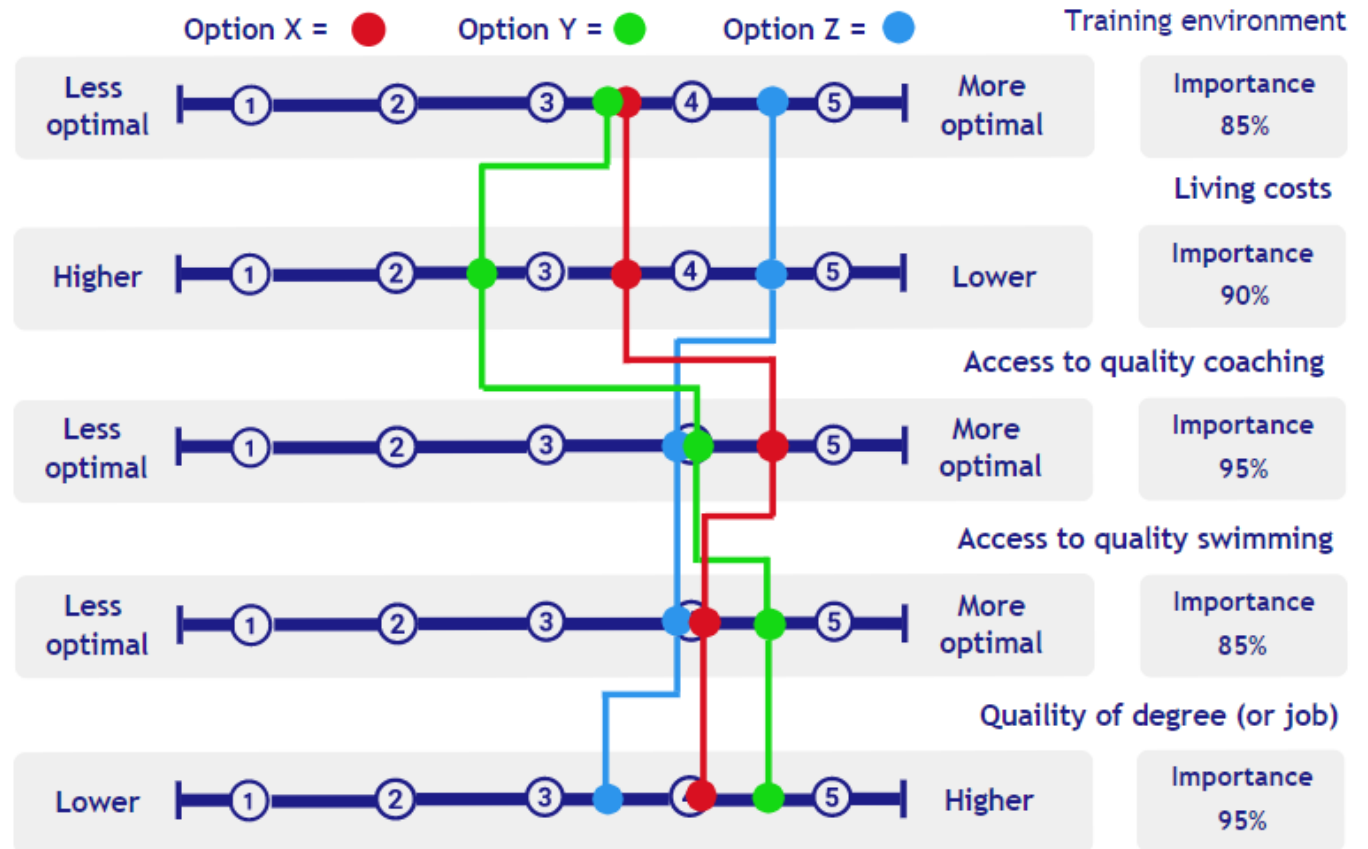 Option X =
Option Y =
Option Z =
Training environment
Less
optimal
1
2
3
4
5
More
optimal
Importance
85%
Living costs
Higher
1
2
3
4
5
Lower
Importance
90%
Access to quality coaching
Less
optimal
1
2
3
5
More
optimal
Importance
95%
Access to quality swimming
Less
optimal
1
2
3
5
More
optimal
Importance
85%
Quaility of degree (or job)
Lower
1
2
3
4
5
Higher
Importance
95%